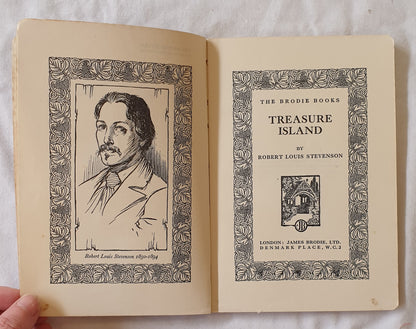 Robert Louis Stevenson 1850-1894
THE BRODIE BOOKS
TREASURE
ISLAND
BY
ROBERT LOUIS STEVENSON
LONDON: JAMES BRODIE, LTD.
DENMARK PLACE, W.C.2